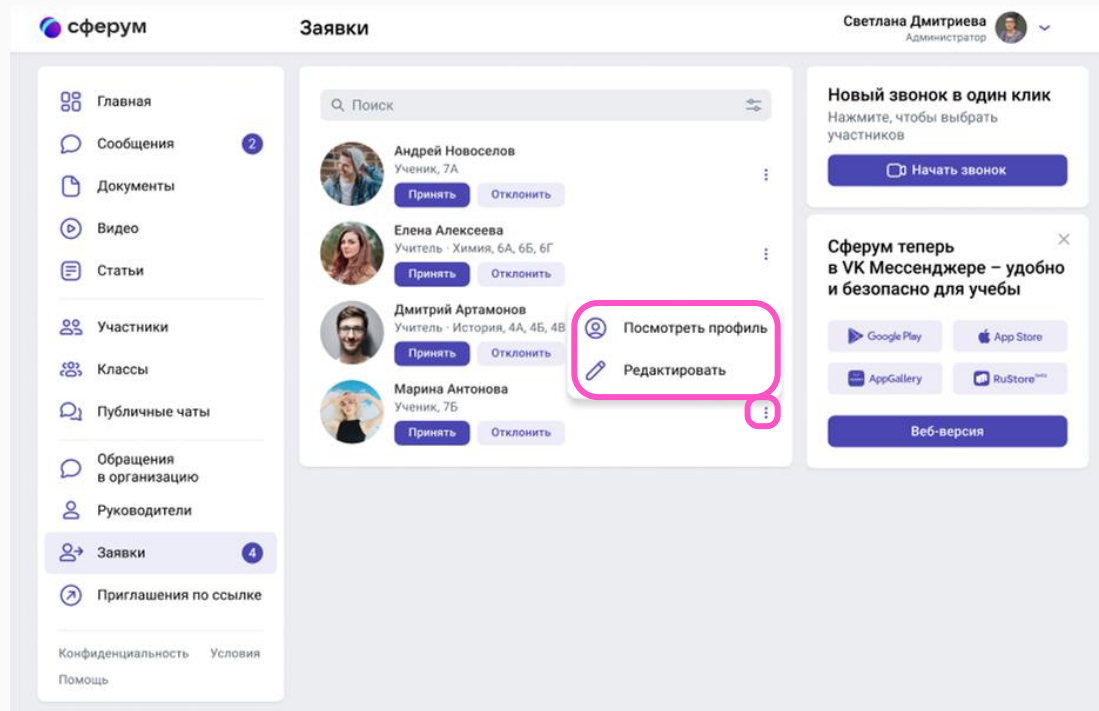 сферум
Заявки
Светлана Дмитриева
Администратор
Главная
Сообщения
2
Документы
Видео
Статьи
Участники
Классы
Публичные чаты
Обращения
в организацию
Руководители
Заявки
4
Приглашения по ссылке
Конфиденциальность Условия
Помощь
Поиск
Андрей Новоселов
Ученик, 7А
Принять Отклонить
Елена Алексеева
Учитель · Химия, 6А, 6Б, 6Г
Принять Отклонить
Дмитрий Артамонов
Учитель · История, 4А, 4Б, 4В
Принять Отклонить
Посмотреть профиль
Редактировать
Марина Антонова
Ученик, 7Б
Принять Отклонить
Новый звонок в один клик
Нажмите, чтобы выбрать
участников
Начать звонок
Сферум теперь
в VK Мессенджере – удобно
и безопасно для учебы
Google Play App Store
AppGallery RuStore beta
Веб-версия